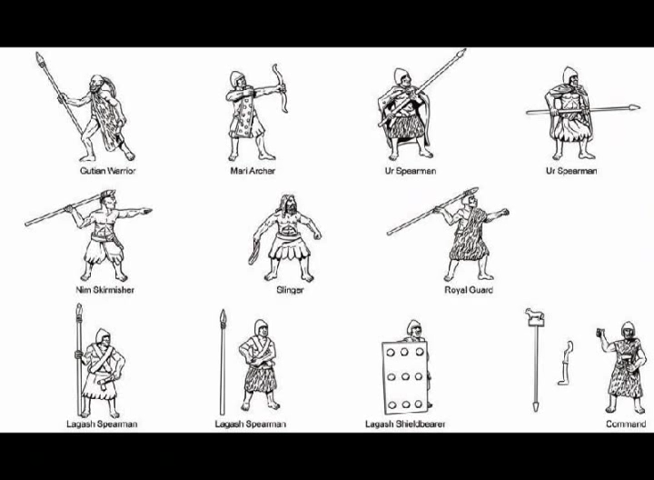 Gutian Warrior
Mari Archer
Ur Spearman
Ur Spearman
Nim Skirmisher
Slinger
Royal Guard
Lagash Spearman
Lagash Spearman
Lagash Shieldbearer
Command